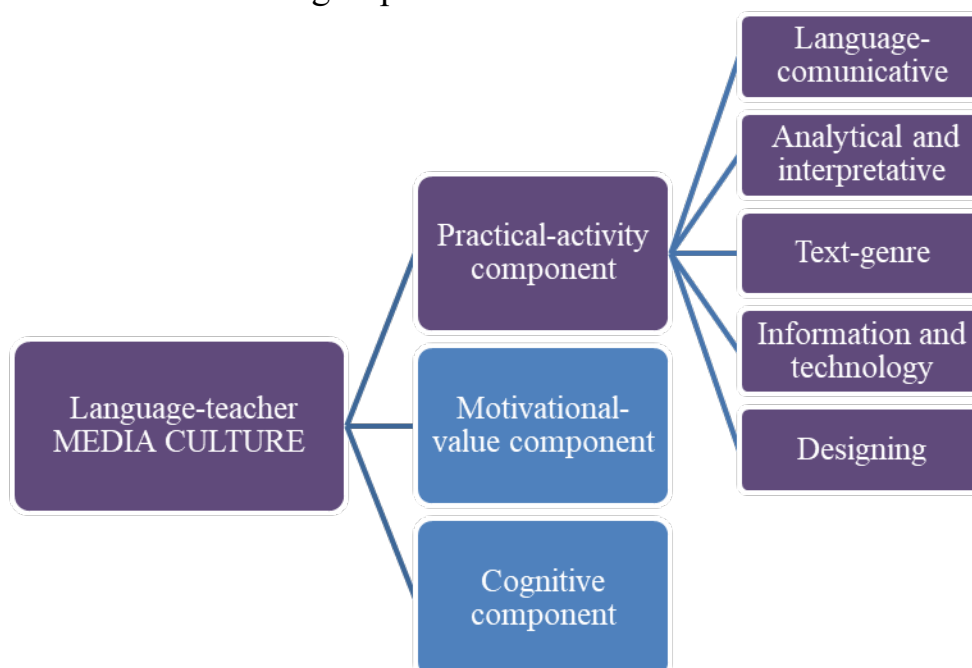 Language-
comunicative
Analytical and
interpretative
Practical-activity
component
Text-genre
Information and
technology
Language-teacher
MEDIA CULTURE
Motivational-
value component
Designing
Cognitive
component